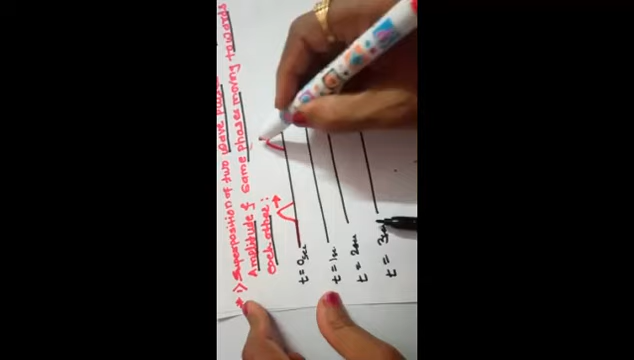 *1) Superposition of two wave pulses
Amplitude & same phases moving towards
each other:
t = 0sec
t = 1sec
t = 2sec
t = 3sec